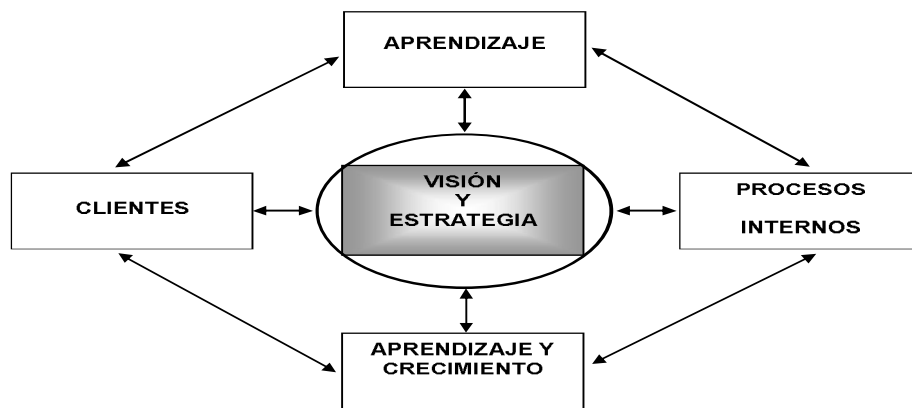 APRENDIZAJE
CLIENTES
VISIÓN
Y
ESTRATEGIA
PROCESOS
INTERNOS
APRENDIZAJE Y
CRECIMIENTO